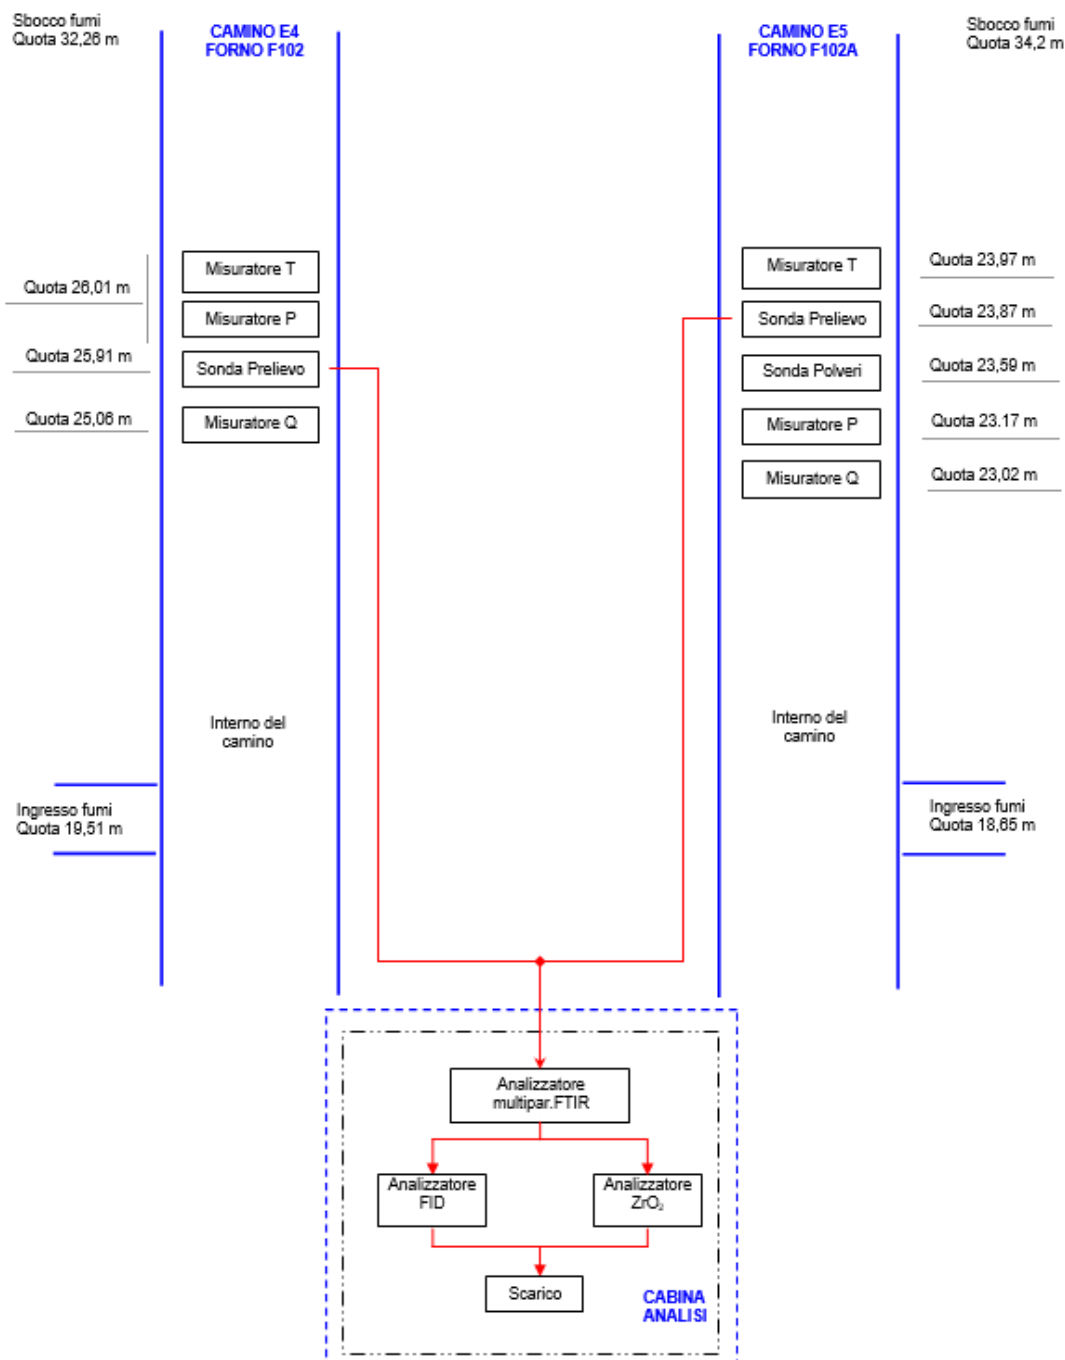 Sbocco fumi
Quota 32,26 m
CAMINO E4
FORNO F102
CAMINO E5
FORNO F102A
Sbocco fumi
Quota 34,2 m
Quota 26,01 m
Misuratore T
Misuratore P
Quota 25,91 m
Sonda Prelievo
Quota 25,06 m
Misuratore Q
Misuratore T
Quota 23,97 m
Sonda Prelievo
Quota 23,87 m
Sonda Polveri
Quota 23,59 m
Misuratore P
Quota 23.17 m
Misuratore Q
Quota 23,02 m
Interno del
camino
Interno del
camino
Ingresso fumi
Quota 19,51 m
Ingresso fumi
Quota 18,65 m
Analizzatore
multipar.FTIR
Analizzatore
FID
Analizzatore
ZrO₂
Scarico
CABINA
ANALISI